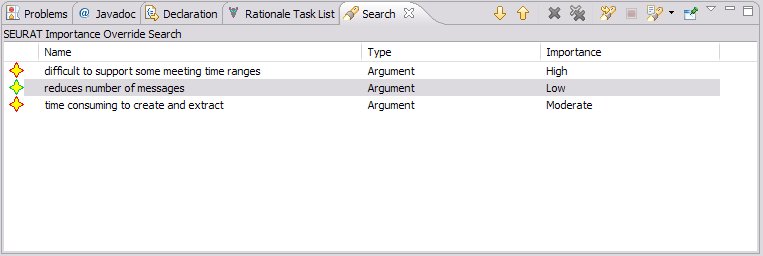 Problems @ Javadoc Declaration Rationale Task List Search
SEURAT Importance Override Search
Name Type Importance
difficult to support some meeting time ranges Argument High
reduces number of messages Argument Low
time consuming to create and extract Argument Moderate